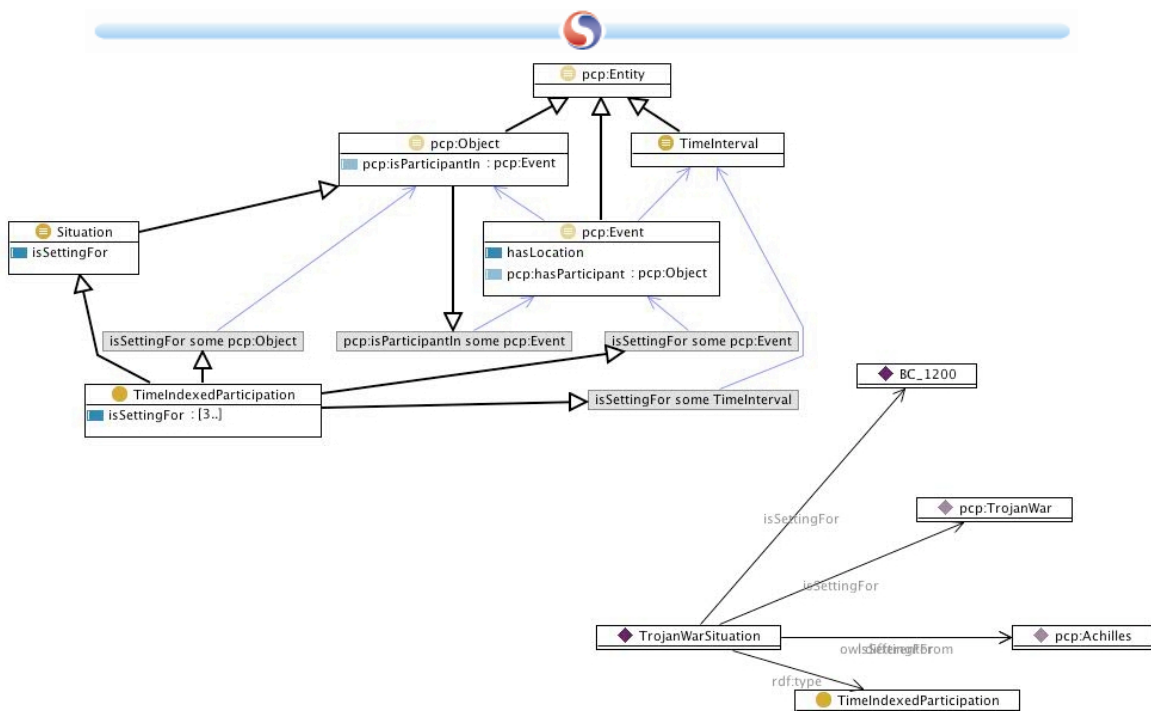 pcp:Entity
pcp:Object
pcp:isParticipantIn : pcp:Event
TimeInterval
Situation
isSettingFor
pcp:Event
hasLocation
pcp:hasParticipant : pcp:Object
isSettingFor some pcp:Object
pcp:isParticipantIn some pcp:Event
isSettingFor some pcp:Event
TimeIndexedParticipation
isSettingFor : [3..]
isSettingFor some TimeInterval
BC_1200
isSettingFor
pcp:TrojanWar
isSettingFor
TrojanWarSituation
pcp:Achilles
rdf:type
TimeIndexedParticipation